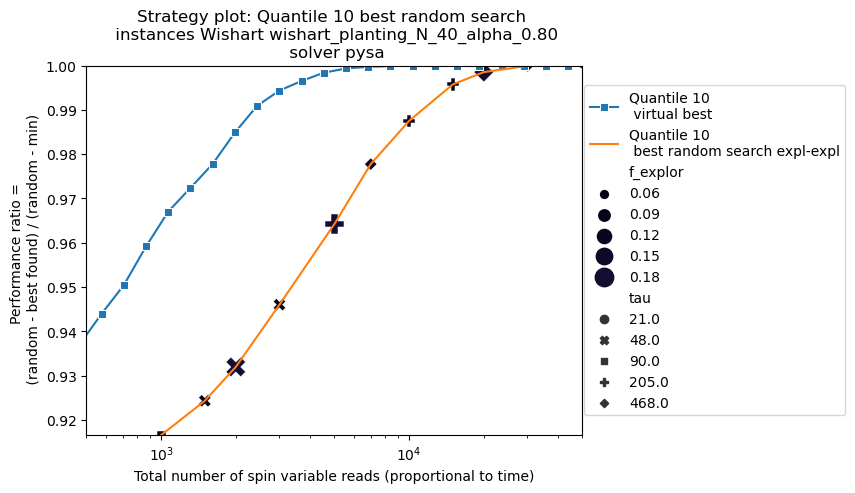 Strategy plot: Quantile 10 best random search
instances Wishart wishart_planting_N_40_alpha_0.80
solver pysa
Performance ratio =
(random - best found) / (random - min)
1.00
0.99
0.98
0.97
0.96
0.95
0.94
0.93
0.92
10^3
10^4
Total number of spin variable reads (proportional to time)
Quantile 10
virtual best
Quantile 10
best random search expl-expl
f_explor
0.06
0.09
0.12
0.15
0.18
tau
21.0
48.0
90.0
205.0
468.0